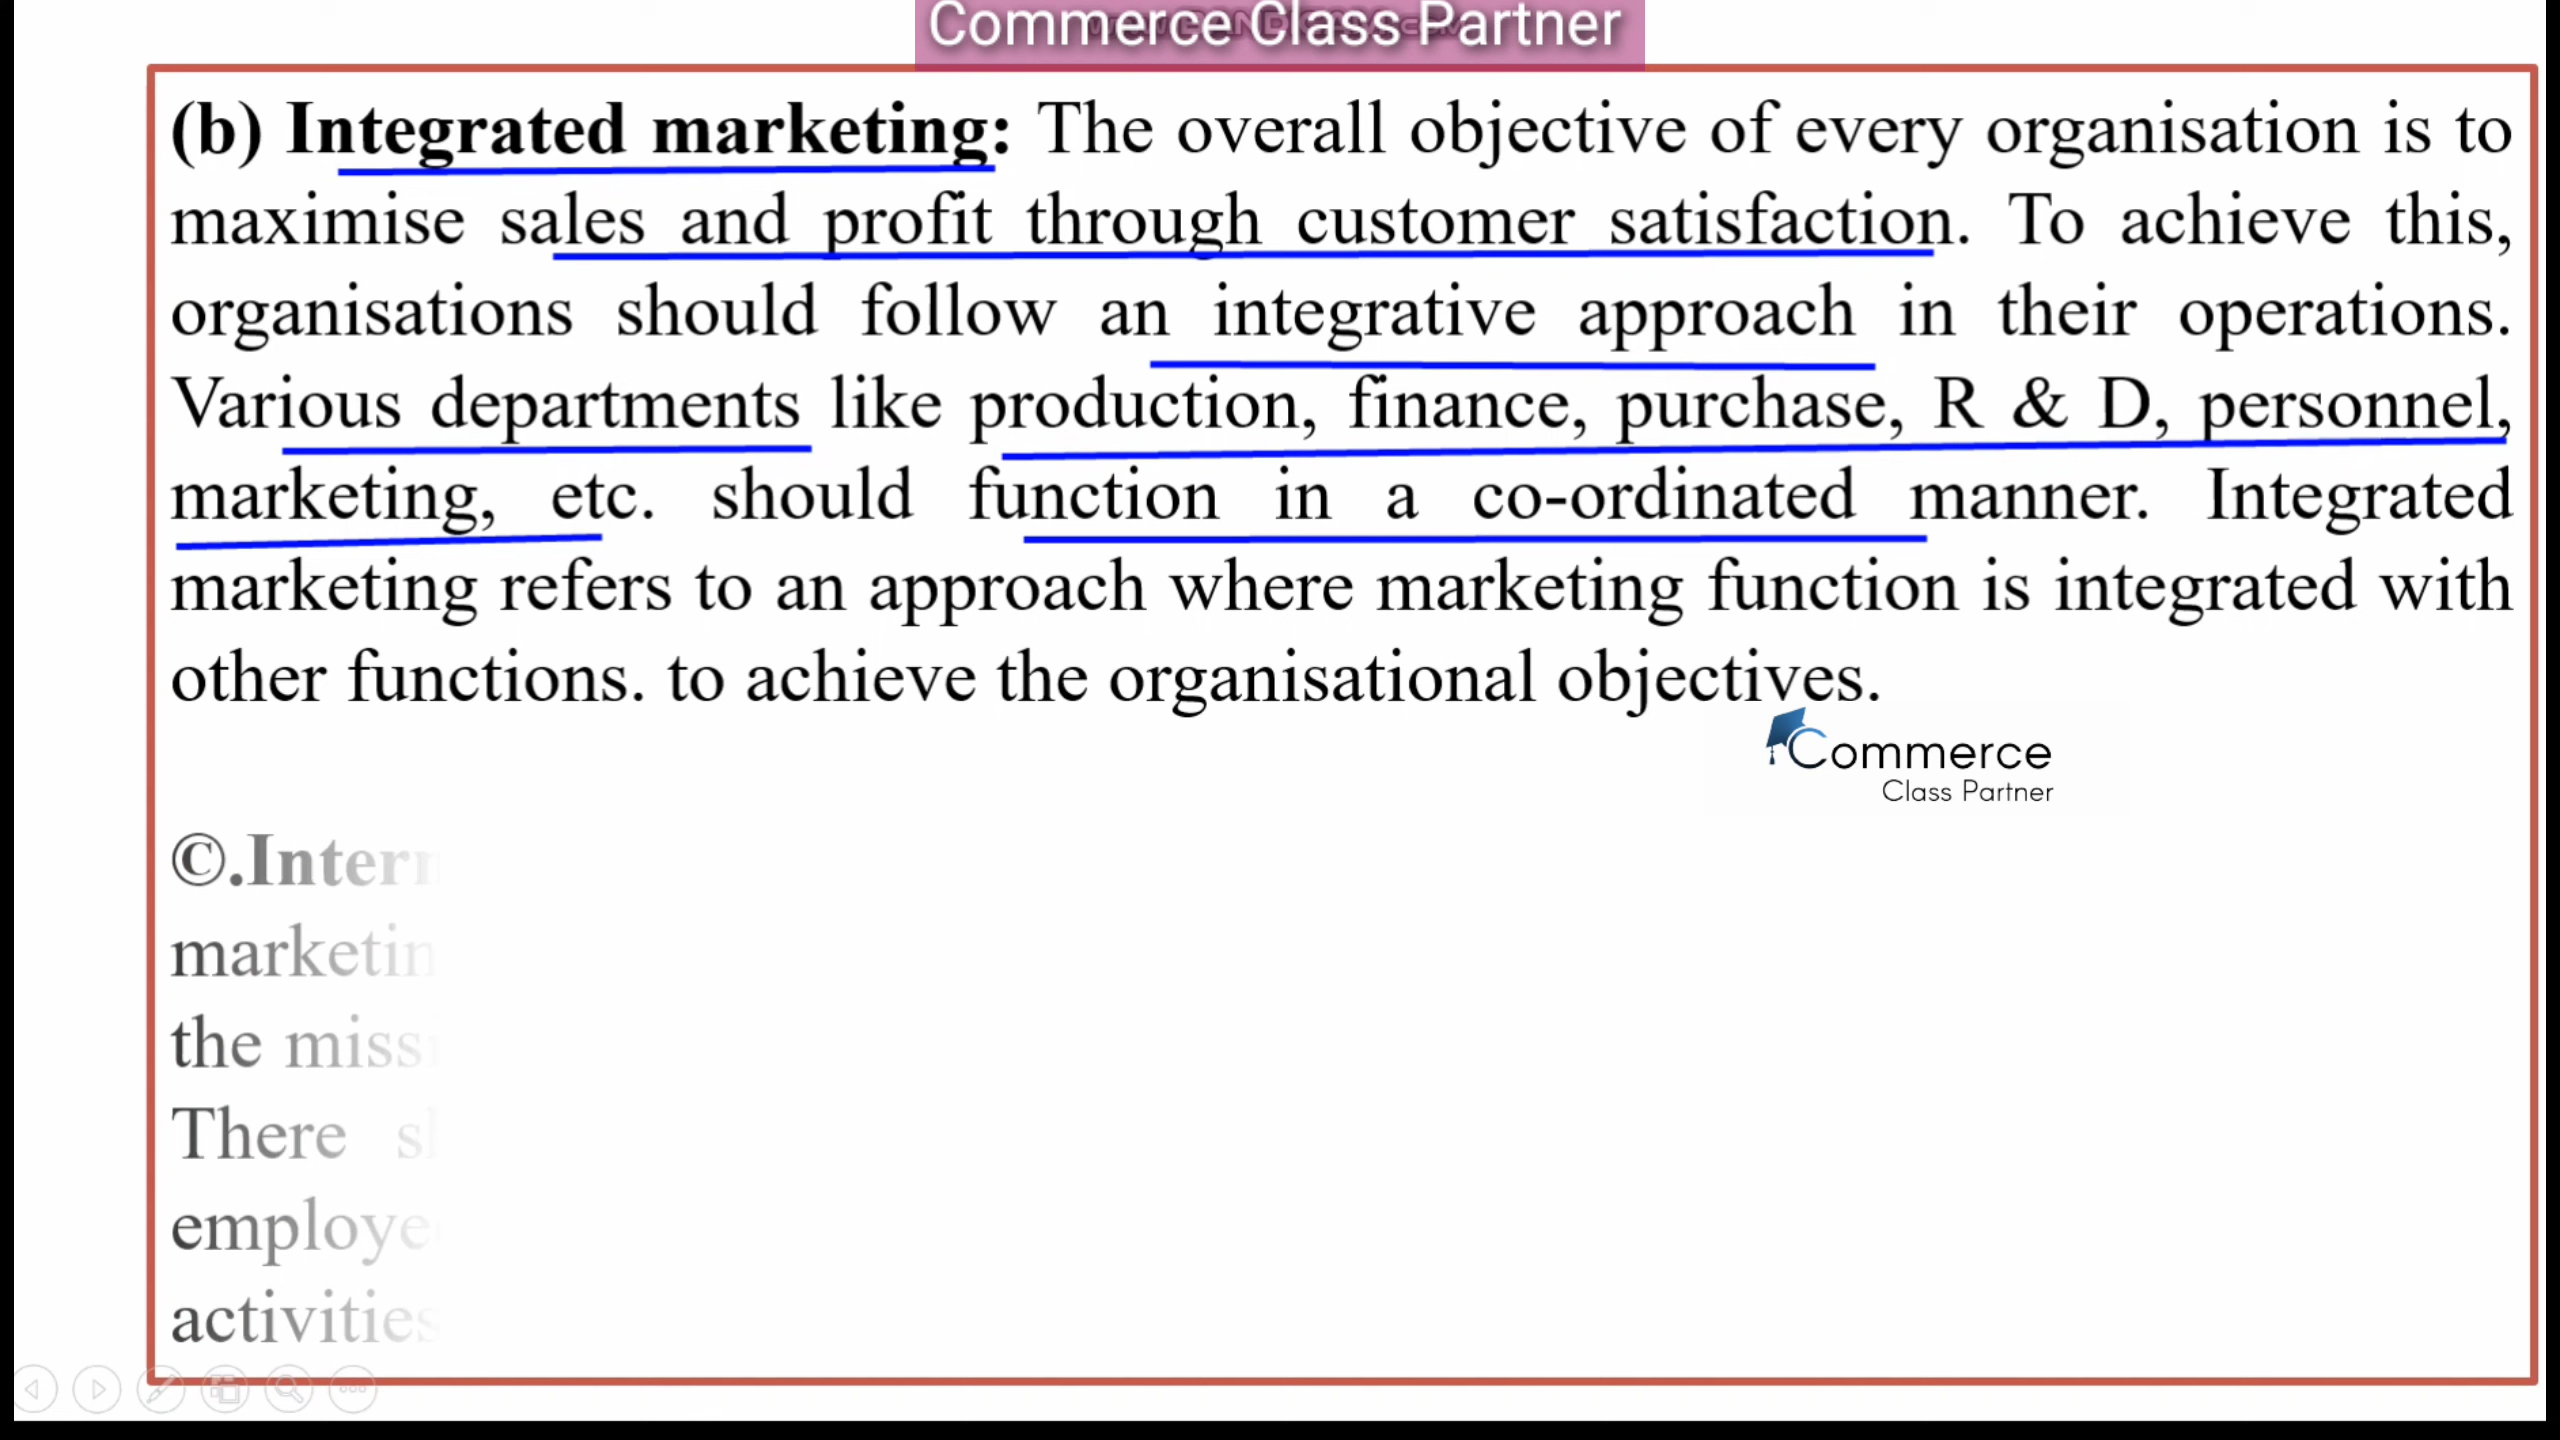 Commerce Class Partner
(b) Integrated marketing: The overall objective of every organisation is to
maximise sales and profit through customer satisfaction. To achieve this,
organisations should follow an integrative approach in their operations.
Various departments like production, finance, purchase, R & D, personnel,
marketing, etc. should function in a co-ordinated manner. Integrated
marketing refers to an approach where marketing function is integrated with
other functions. to achieve the organisational objectives.
Commerce
Class Partner
©.Inter
marketin
the miss
There s
employe
activities